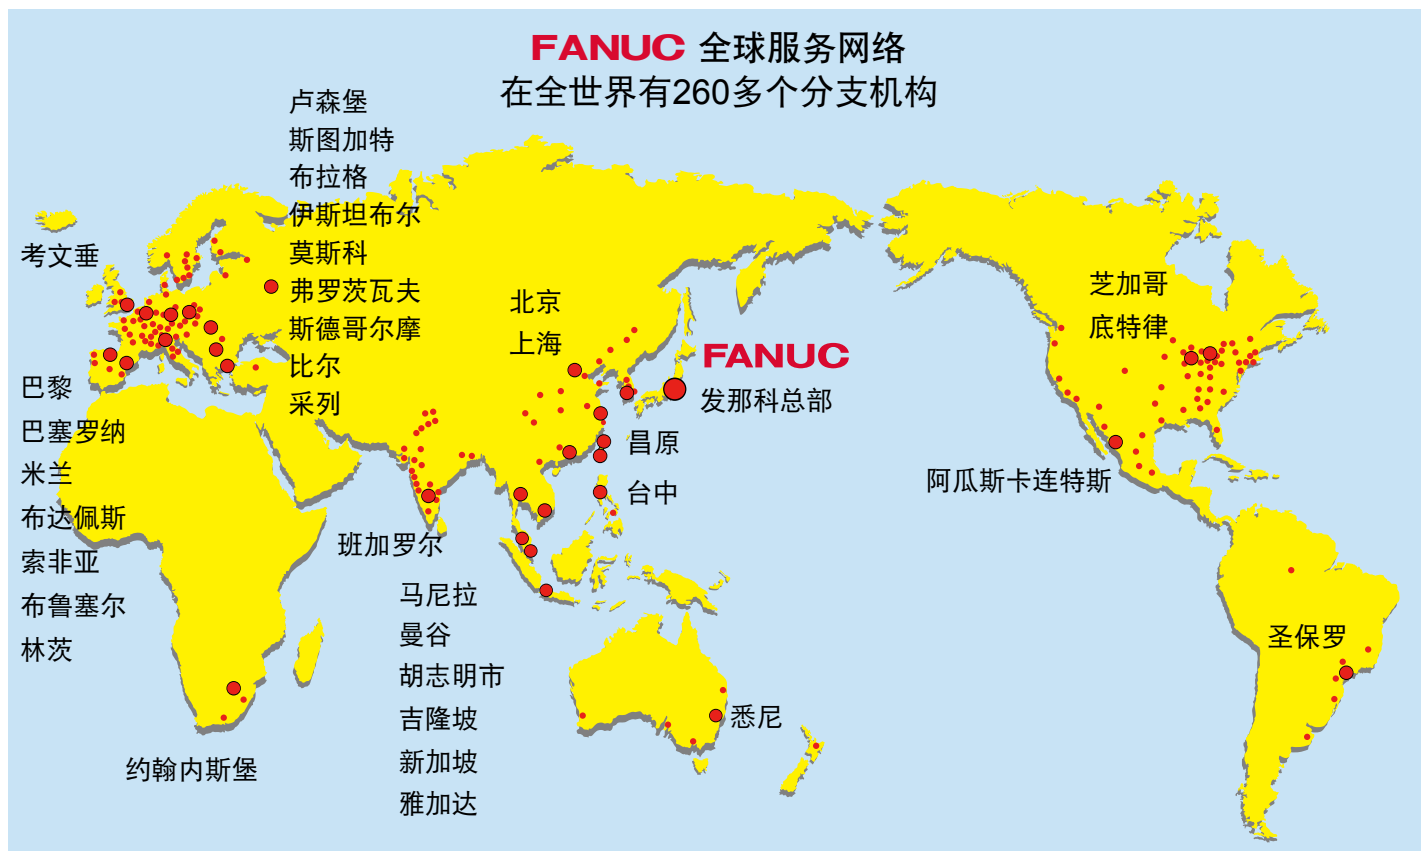 FANUC 全球服务网络
在全世界有260多个分支机构
卢森堡
斯图加特
布拉格
伊斯坦布尔
莫斯科
弗罗茨瓦夫
斯德哥尔摩
比尔
采列
考文垂
巴黎
巴塞罗纳
米兰
布达佩斯
索非亚
布鲁塞尔
林茨
北京
上海
FANUC
发那科总部
昌原
台中
班加罗尔
马尼拉
曼谷
胡志明市
吉隆坡
新加坡
雅加达
约翰内斯堡
悉尼
芝加哥
底特律
阿瓜斯卡连特斯
圣保罗